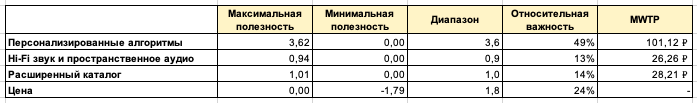 Максимальная полезность Минимальная полезность Диапазон Относительная важность MWTP
Персонализированные алгоритмы 3,62 0,00 3,6 49% 101,12 ₽
Hi-Fi звук и пространственное аудио 0,94 0,00 0,9 13% 26,26 ₽
Расширенный каталог 1,01 0,00 1,0 14% 28,21 ₽
Цена 0,00 -1,79 1,8 24% -